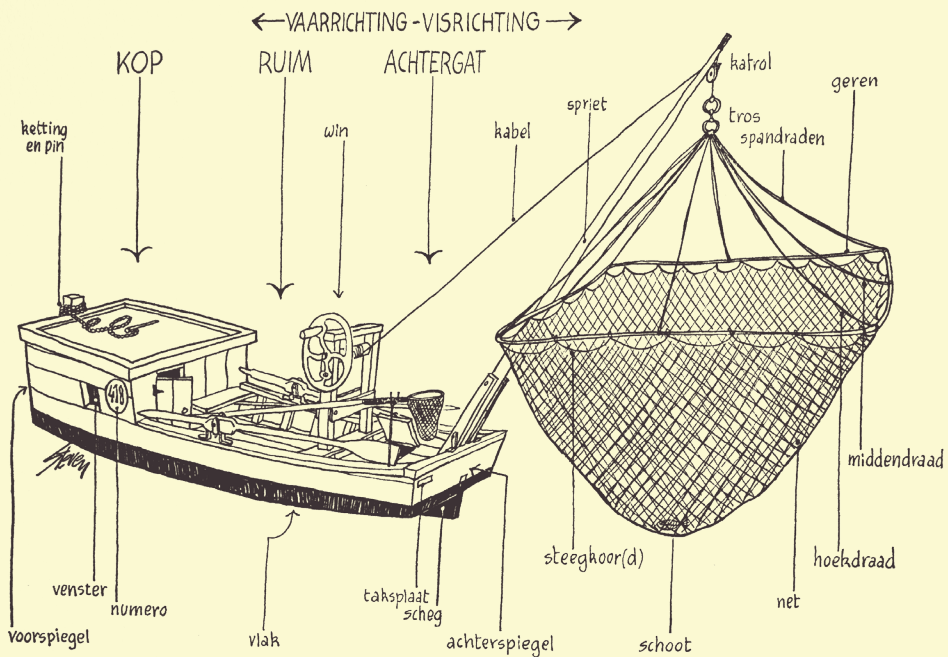 VAARRICHTING - VISRICHTING
KOP
RUIM
ACHTERGAT
katrol
geren
ketting
en pin
win
kabel
spriet
tros
spandraden
418
Steven
middendraad
steegkoor(d)
hoekdraad
venster
numero
taksplaat
scheg
net
voorspiegel
vlak
achterspiegel
schoot